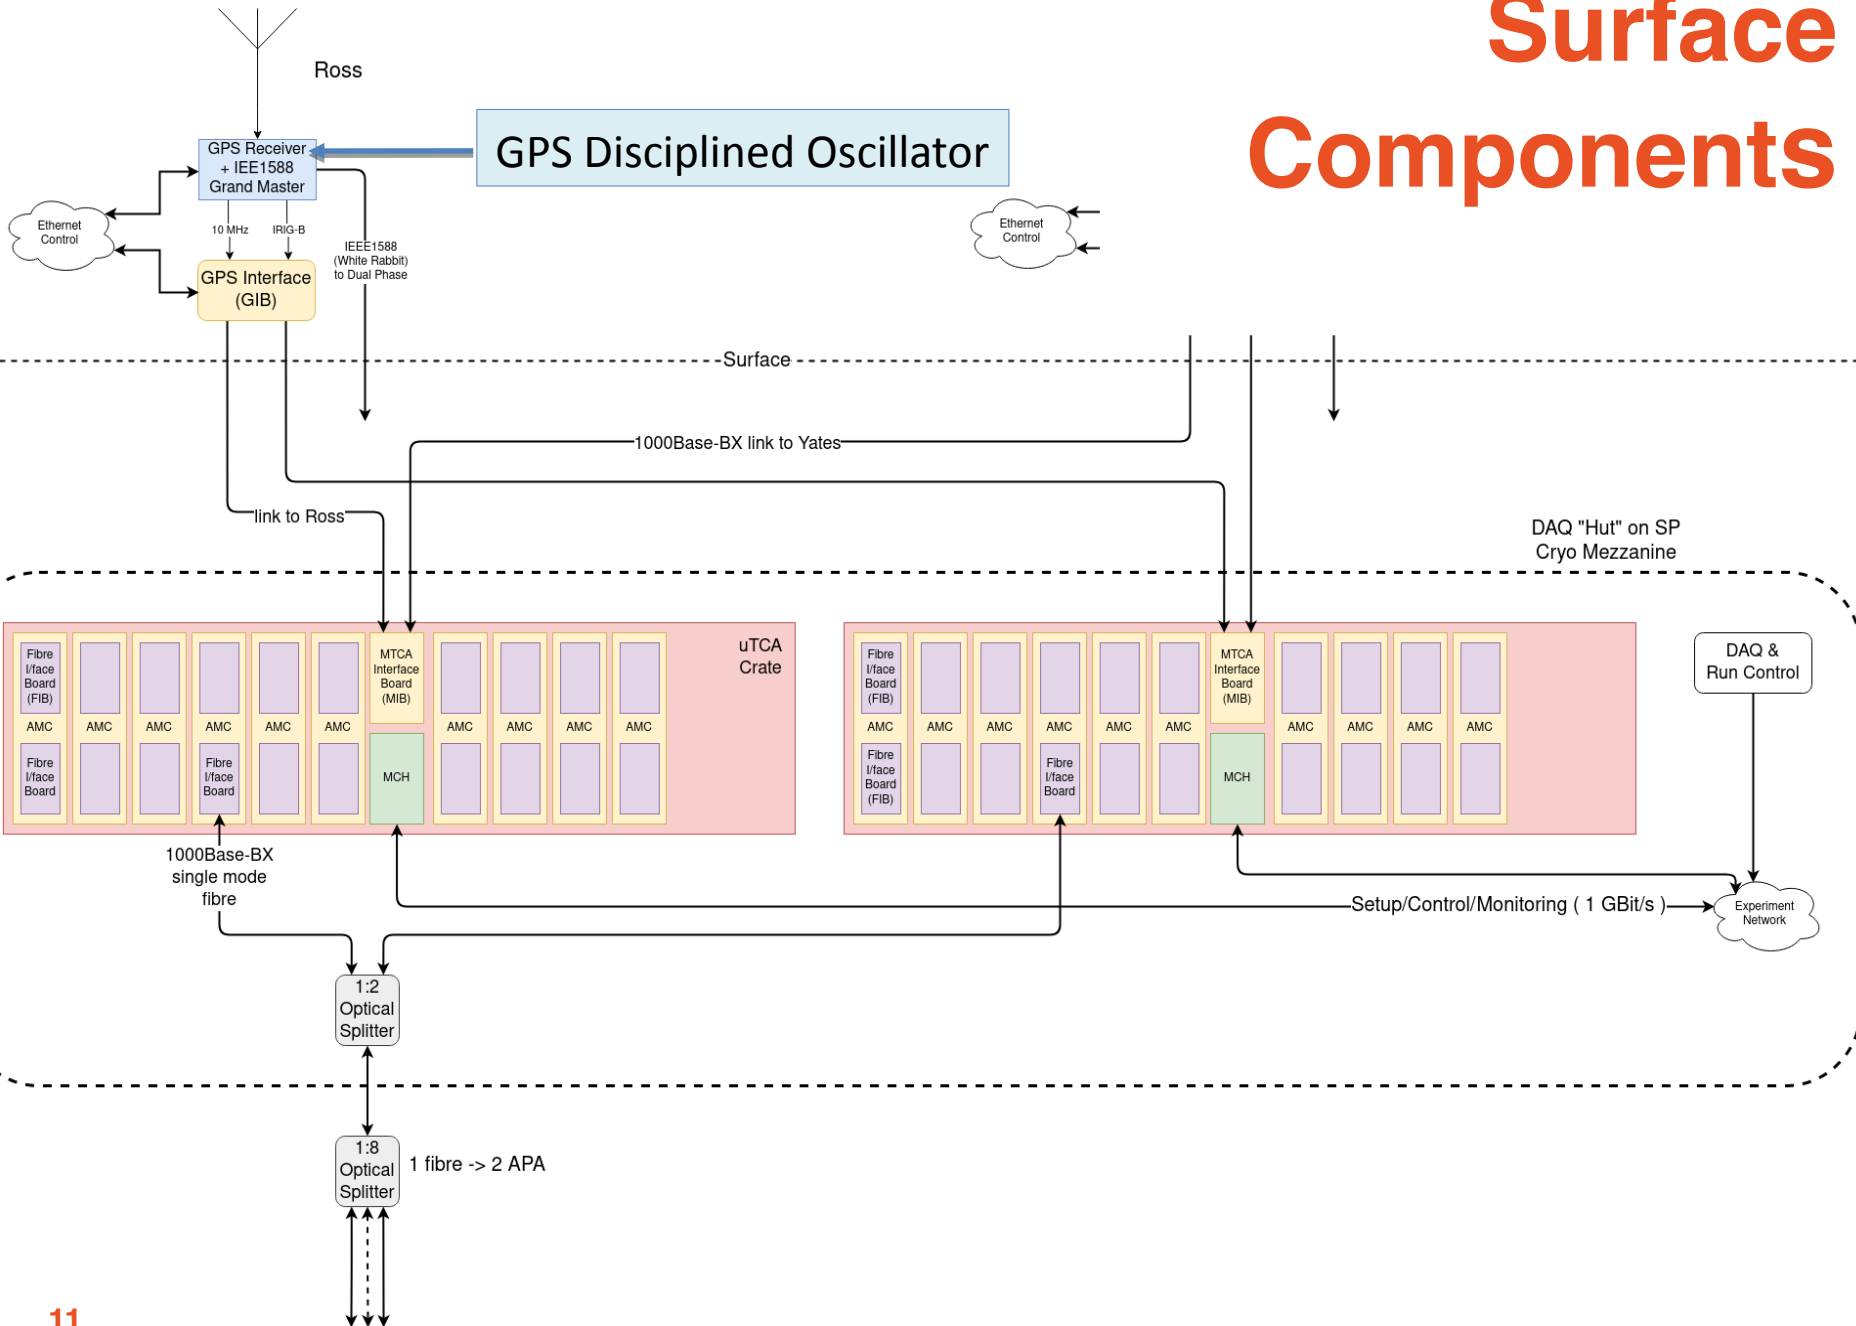 Surface
Components
Ross
GPS Receiver
+ IEE1588
Grand Master
GPS Disciplined Oscillator
Ethernet
Control
10 MHz
IRIG-B
IEEE1588
(White Rabbit)
to Dual Phase
GPS Interface
(GIB)
Ethernet
Control
Surface
1000Base-BX link to Yates
link to Ross
DAQ "Hut" on SP
Cryo Mezzanine
Fibre
I/face
Board
(FIB)
AMC
Fibre
I/face
Board
AMC
AMC
AMC
Fibre
I/face
Board
AMC
AMC
MTCA
Interface
Board
(MIB)
MCH
AMC
AMC
AMC
AMC
uTCA
Crate
Fibre
I/face
Board
(FIB)
AMC
Fibre
I/face
Board
(FIB)
AMC
AMC
AMC
Fibre
I/face
Board
AMC
AMC
MTCA
Interface
Board
(MIB)
MCH
AMC
AMC
AMC
AMC
DAQ &
Run Control
1000Base-BX
single mode
fibre
Setup/Control/Monitoring ( 1 GBit/s )
Experiment
Network
1:2
Optical
Splitter
1:8
Optical
Splitter
1 fibre -> 2 APA
11